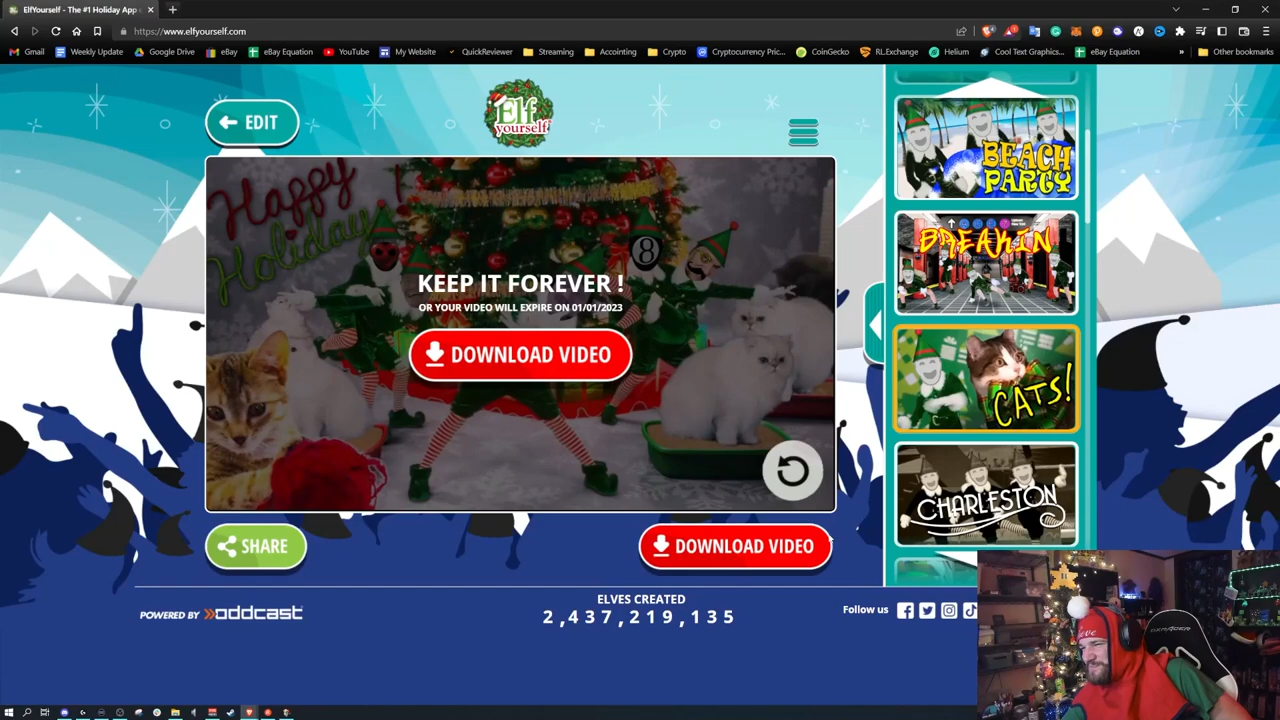 ElfYourself - The #1 Holiday App
https://www.elfyourself.com
Gmail
Weekly Update
Google Drive
eBay
eBay Equation
YouTube
My Website
QuickReviewer
Streaming
Accointing
Crypto
Cryptocurrency Pric...
CoinGecko
RL.Exchange
Helium
Cool Text Graphics...
eBay Equation
Other bookmarks
EDIT
Elf
yourself
Happy
Holiday
8
KEEP IT FOREVER !
OR YOUR VIDEO WILL EXPIRE ON 01/01/2023
DOWNLOAD VIDEO
SHARE
DOWNLOAD VIDEO
BEACH
PARTY
BREAKIN
CATS!
CHARLESTON
POWERED BY oddcast
ELVES CREATED
2,437,219,135
Follow us